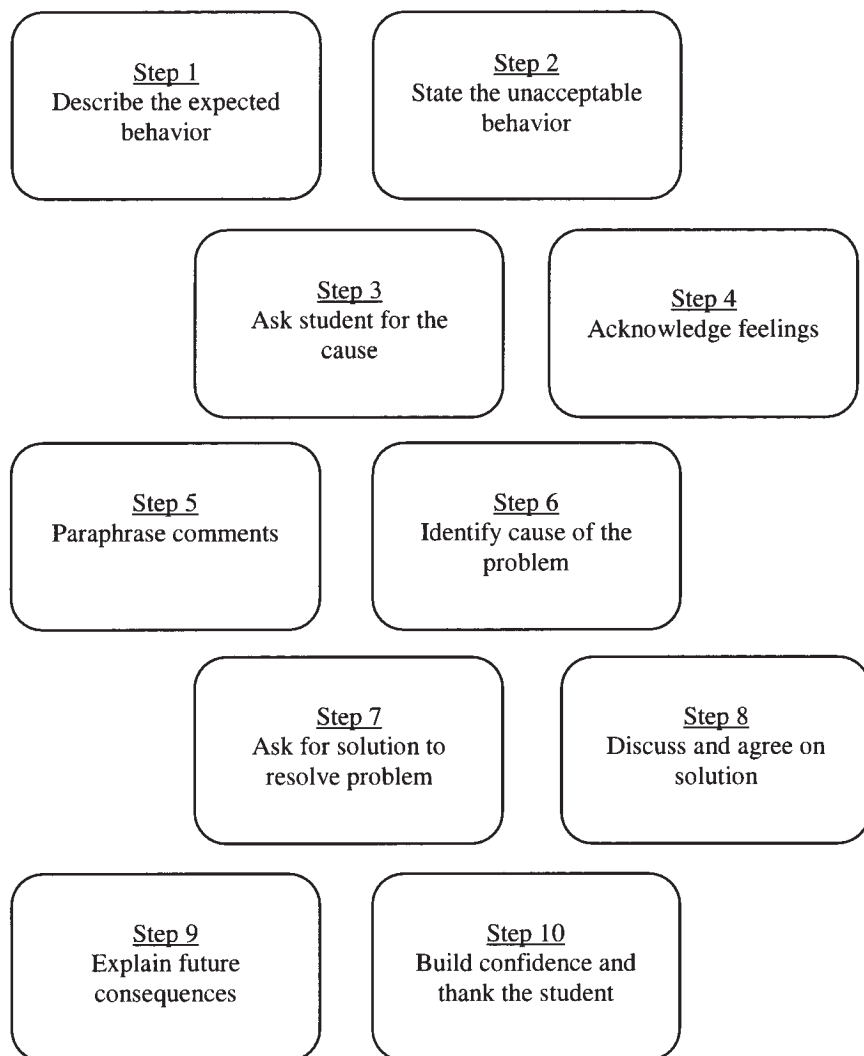 Step 1
Describe the expected
behavior
Step 2
State the unacceptable
behavior
Step 3
Ask student for the
cause
Step 4
Acknowledge feelings
Step 5
Paraphrase comments
Step 6
Identify cause of the
problem
Step 7
Ask for solution to
resolve problem
Step 8
Discuss and agree on
solution
Step 9
Explain future
consequences
Step 10
Build confidence and
thank the student